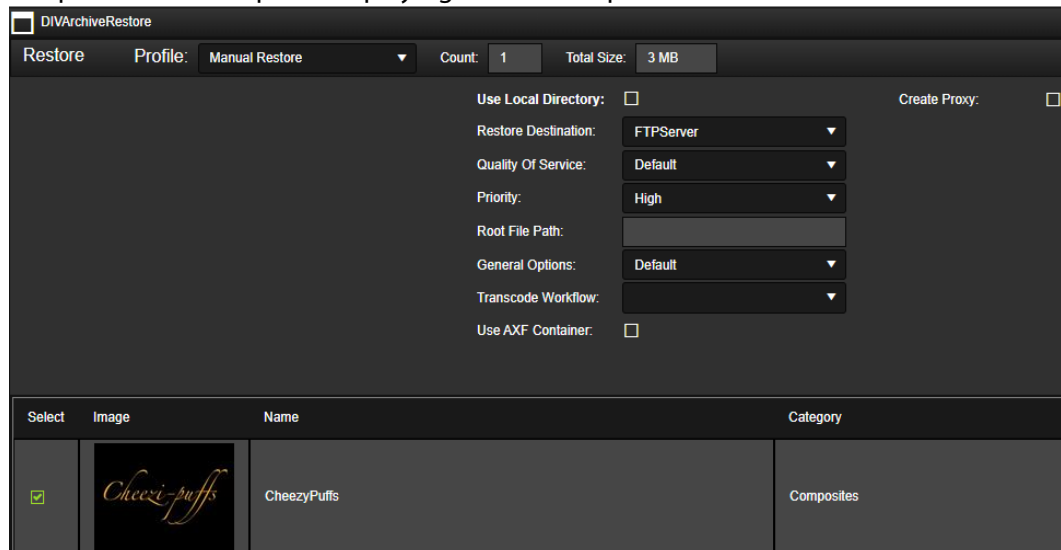 DIVArchiveRestore
Restore Profile: Manual Restore Count: 1 Total Size: 3 MB
Use Local Directory: Create Proxy:
Restore Destination: FTPServer
Quality Of Service: Default
Priority: High
Root File Path:
General Options: Default
Transcode Workflow:
Use AXF Container:
Select Image Name Category
Cheezi-puffs CheezyPuffs Composites